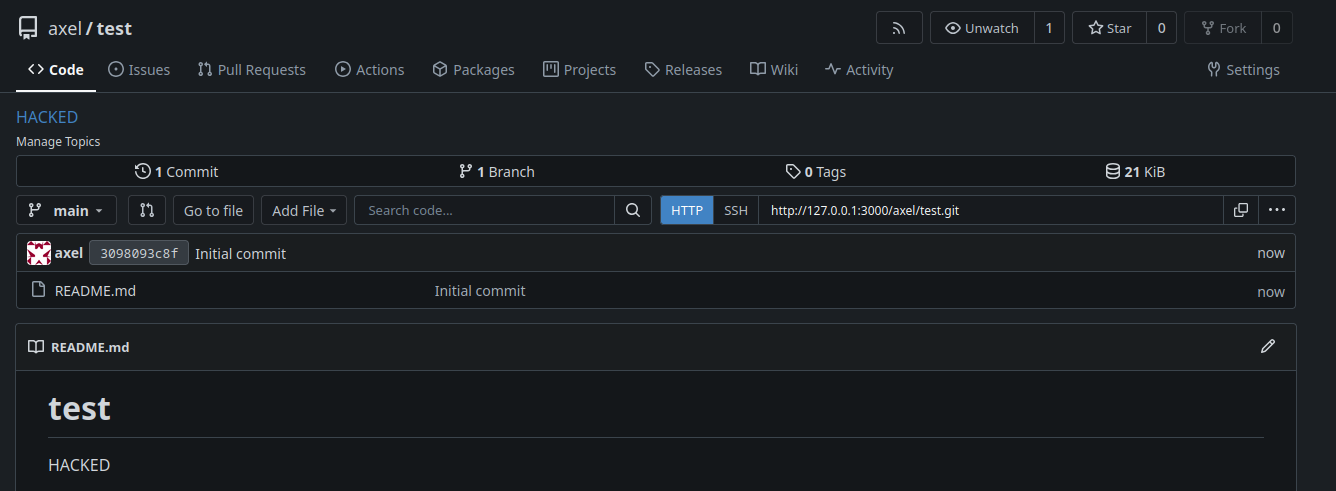 axel / test Unwatch 1 Star 0 Fork 0
Code Issues Pull Requests Actions Packages Projects Releases Wiki Activity Settings
HACKED
Manage Topics
1 Commit 1 Branch 0 Tags 21 KiB
main Go to file Add File Search code... HTTP SSH http://127.0.0.1:3000/axel/test.git
axel 3098093c8f Initial commit now
README.md Initial commit now
README.md
test
HACKED